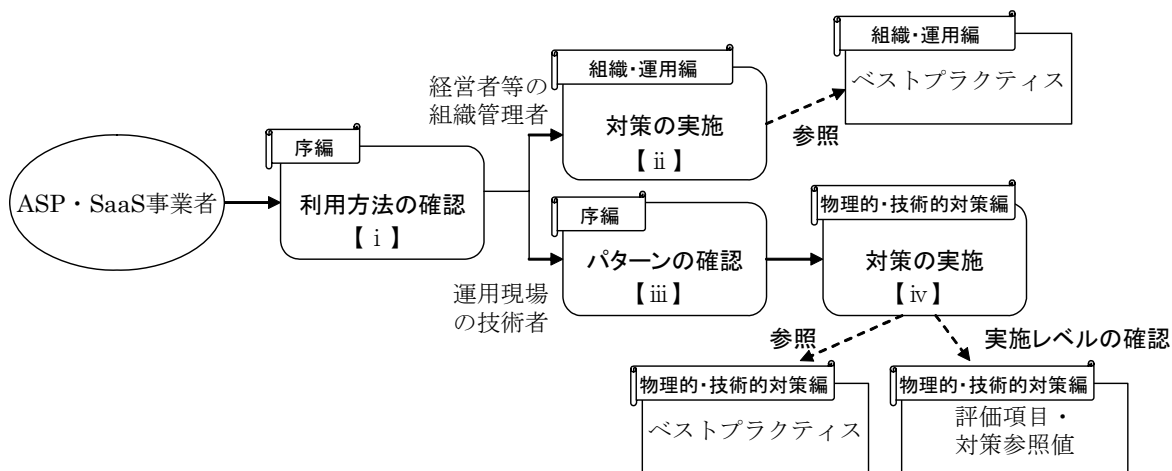 組織・運用編
ベストプラクティス
組織・運用編
対策の実施
【ⅱ】
経営者等の
組織管理者
参照
ASP・SaaS事業者
序編
利用方法の確認
【ⅰ】
序編
パターンの確認
【ⅲ】
運用現場
の技術者
物理的・技術的対策編
対策の実施
【ⅳ】
参照
実施レベルの確認
物理的・技術的対策編
ベストプラクティス
物理的・技術的対策編
評価項目・
対策参照値